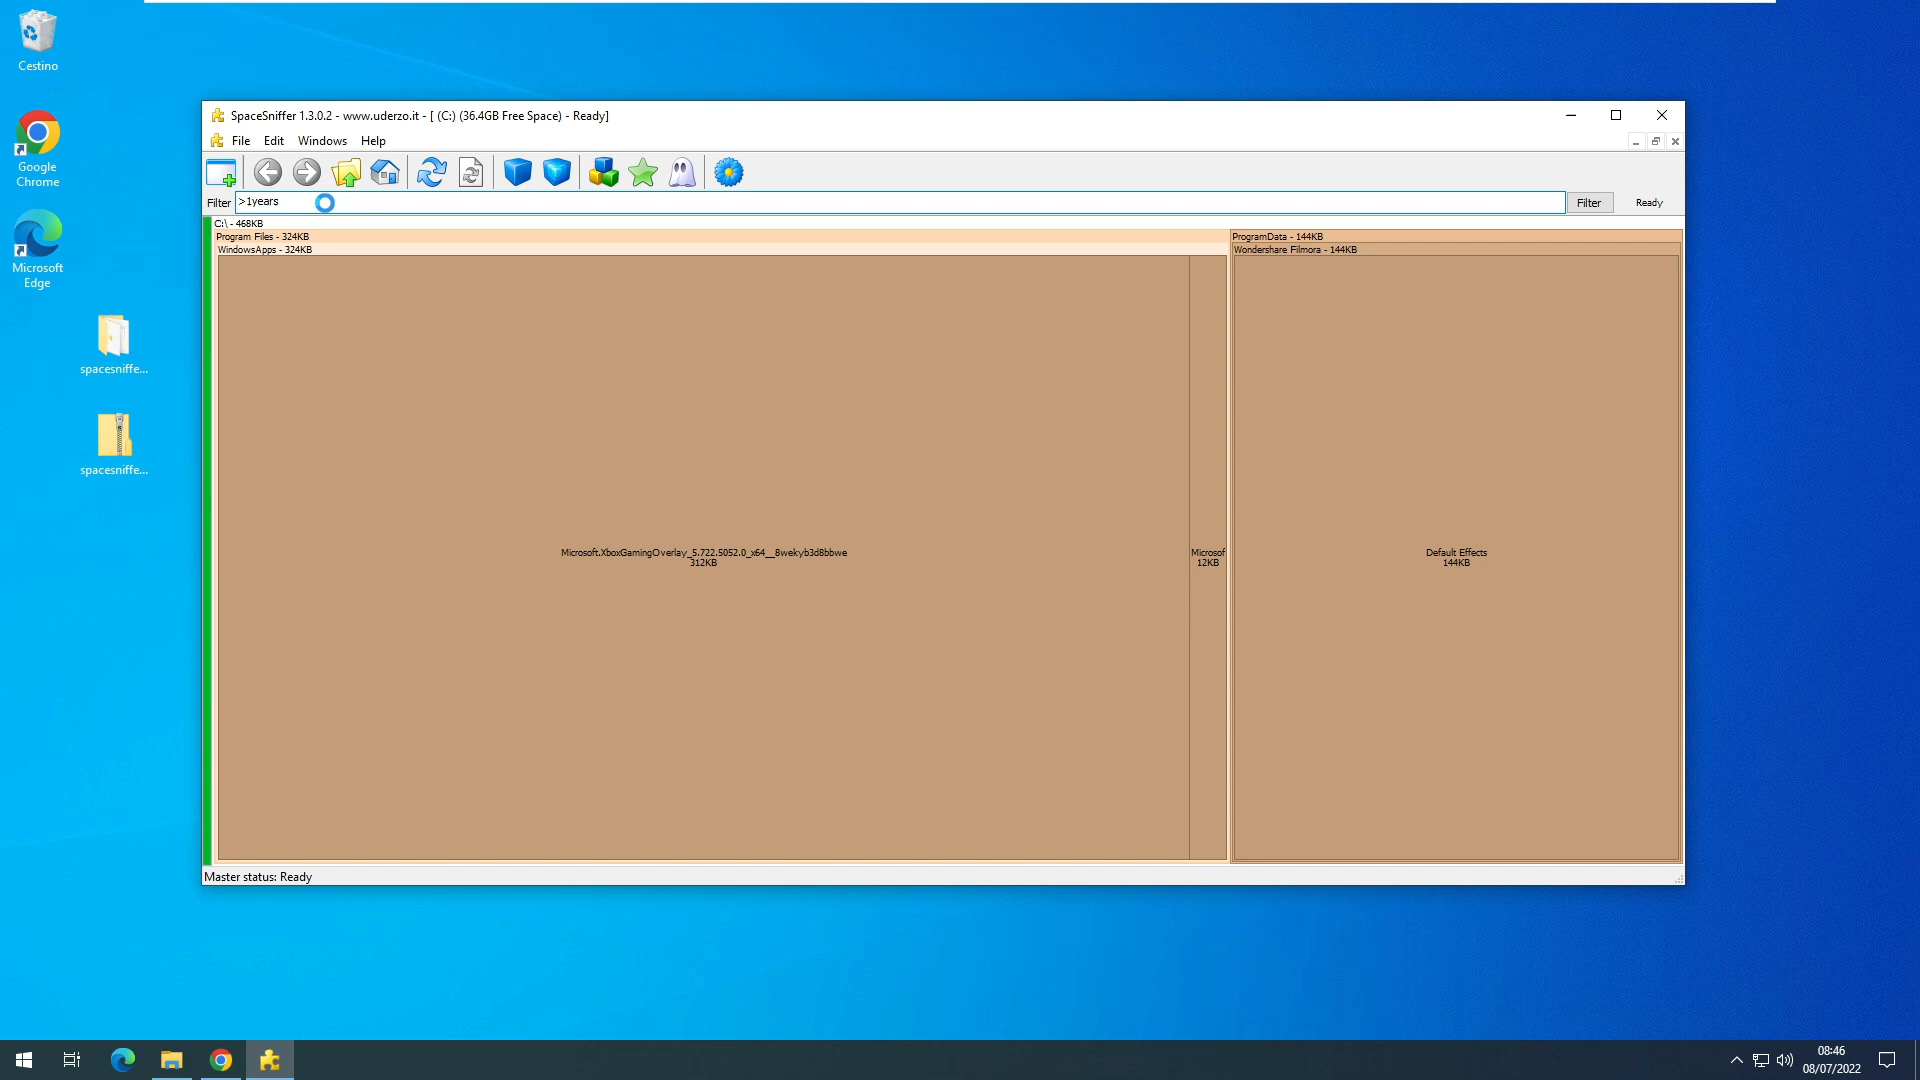 Cestino
Google
Chrome
Microsoft
Edge
spacesniffe...
spacesniffe...
SpaceSniffer 1.3.0.2 - www.uderzo.it - [ (C:) (36.4GB Free Space) - Ready]
File Edit Windows Help
Filter >1years Filter Ready
C:\ - 468KB
Program Files - 324KB
WindowsApps - 324KB
Microsoft.XboxGamingOverlay_5.722.5052.0_x64__8wekyb3d8bbwe
312KB
Microsof
12KB
ProgramData - 144KB
Wondershare Filmora - 144KB
Default Effects
144KB
Master status: Ready
08:46
08/07/2022